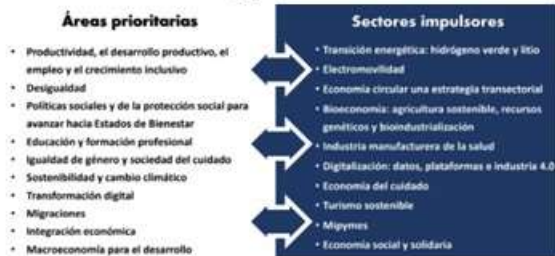 Áreas prioritarias
• Productividad, el desarrollo productivo, el
empleo y el crecimiento inclusivo
• Desigualdad
• Políticas sociales y de la protección social para
avanzar hacia Estados de Bienestar
• Educación y formación profesional
• Igualdad de género y sociedad del cuidado
• Sostenibilidad y cambio climático
• Transformación digital
• Migraciones
• Integración económica
• Macroeconomía para el desarrollo
Sectores impulsores
• Transición energética: hidrógeno verde y litio
• Electromovilidad
• Economía circular una estrategia transectorial
• Bioeconomía: agricultura sostenible, recursos
genéticos y bioindustrialización
• Industria manufacturera de la salud
• Digitalización: datos, plataformas e industria 4.0
• Economía del cuidado
• Turismo sostenible
• Mipymes
• Economía social y solidaria